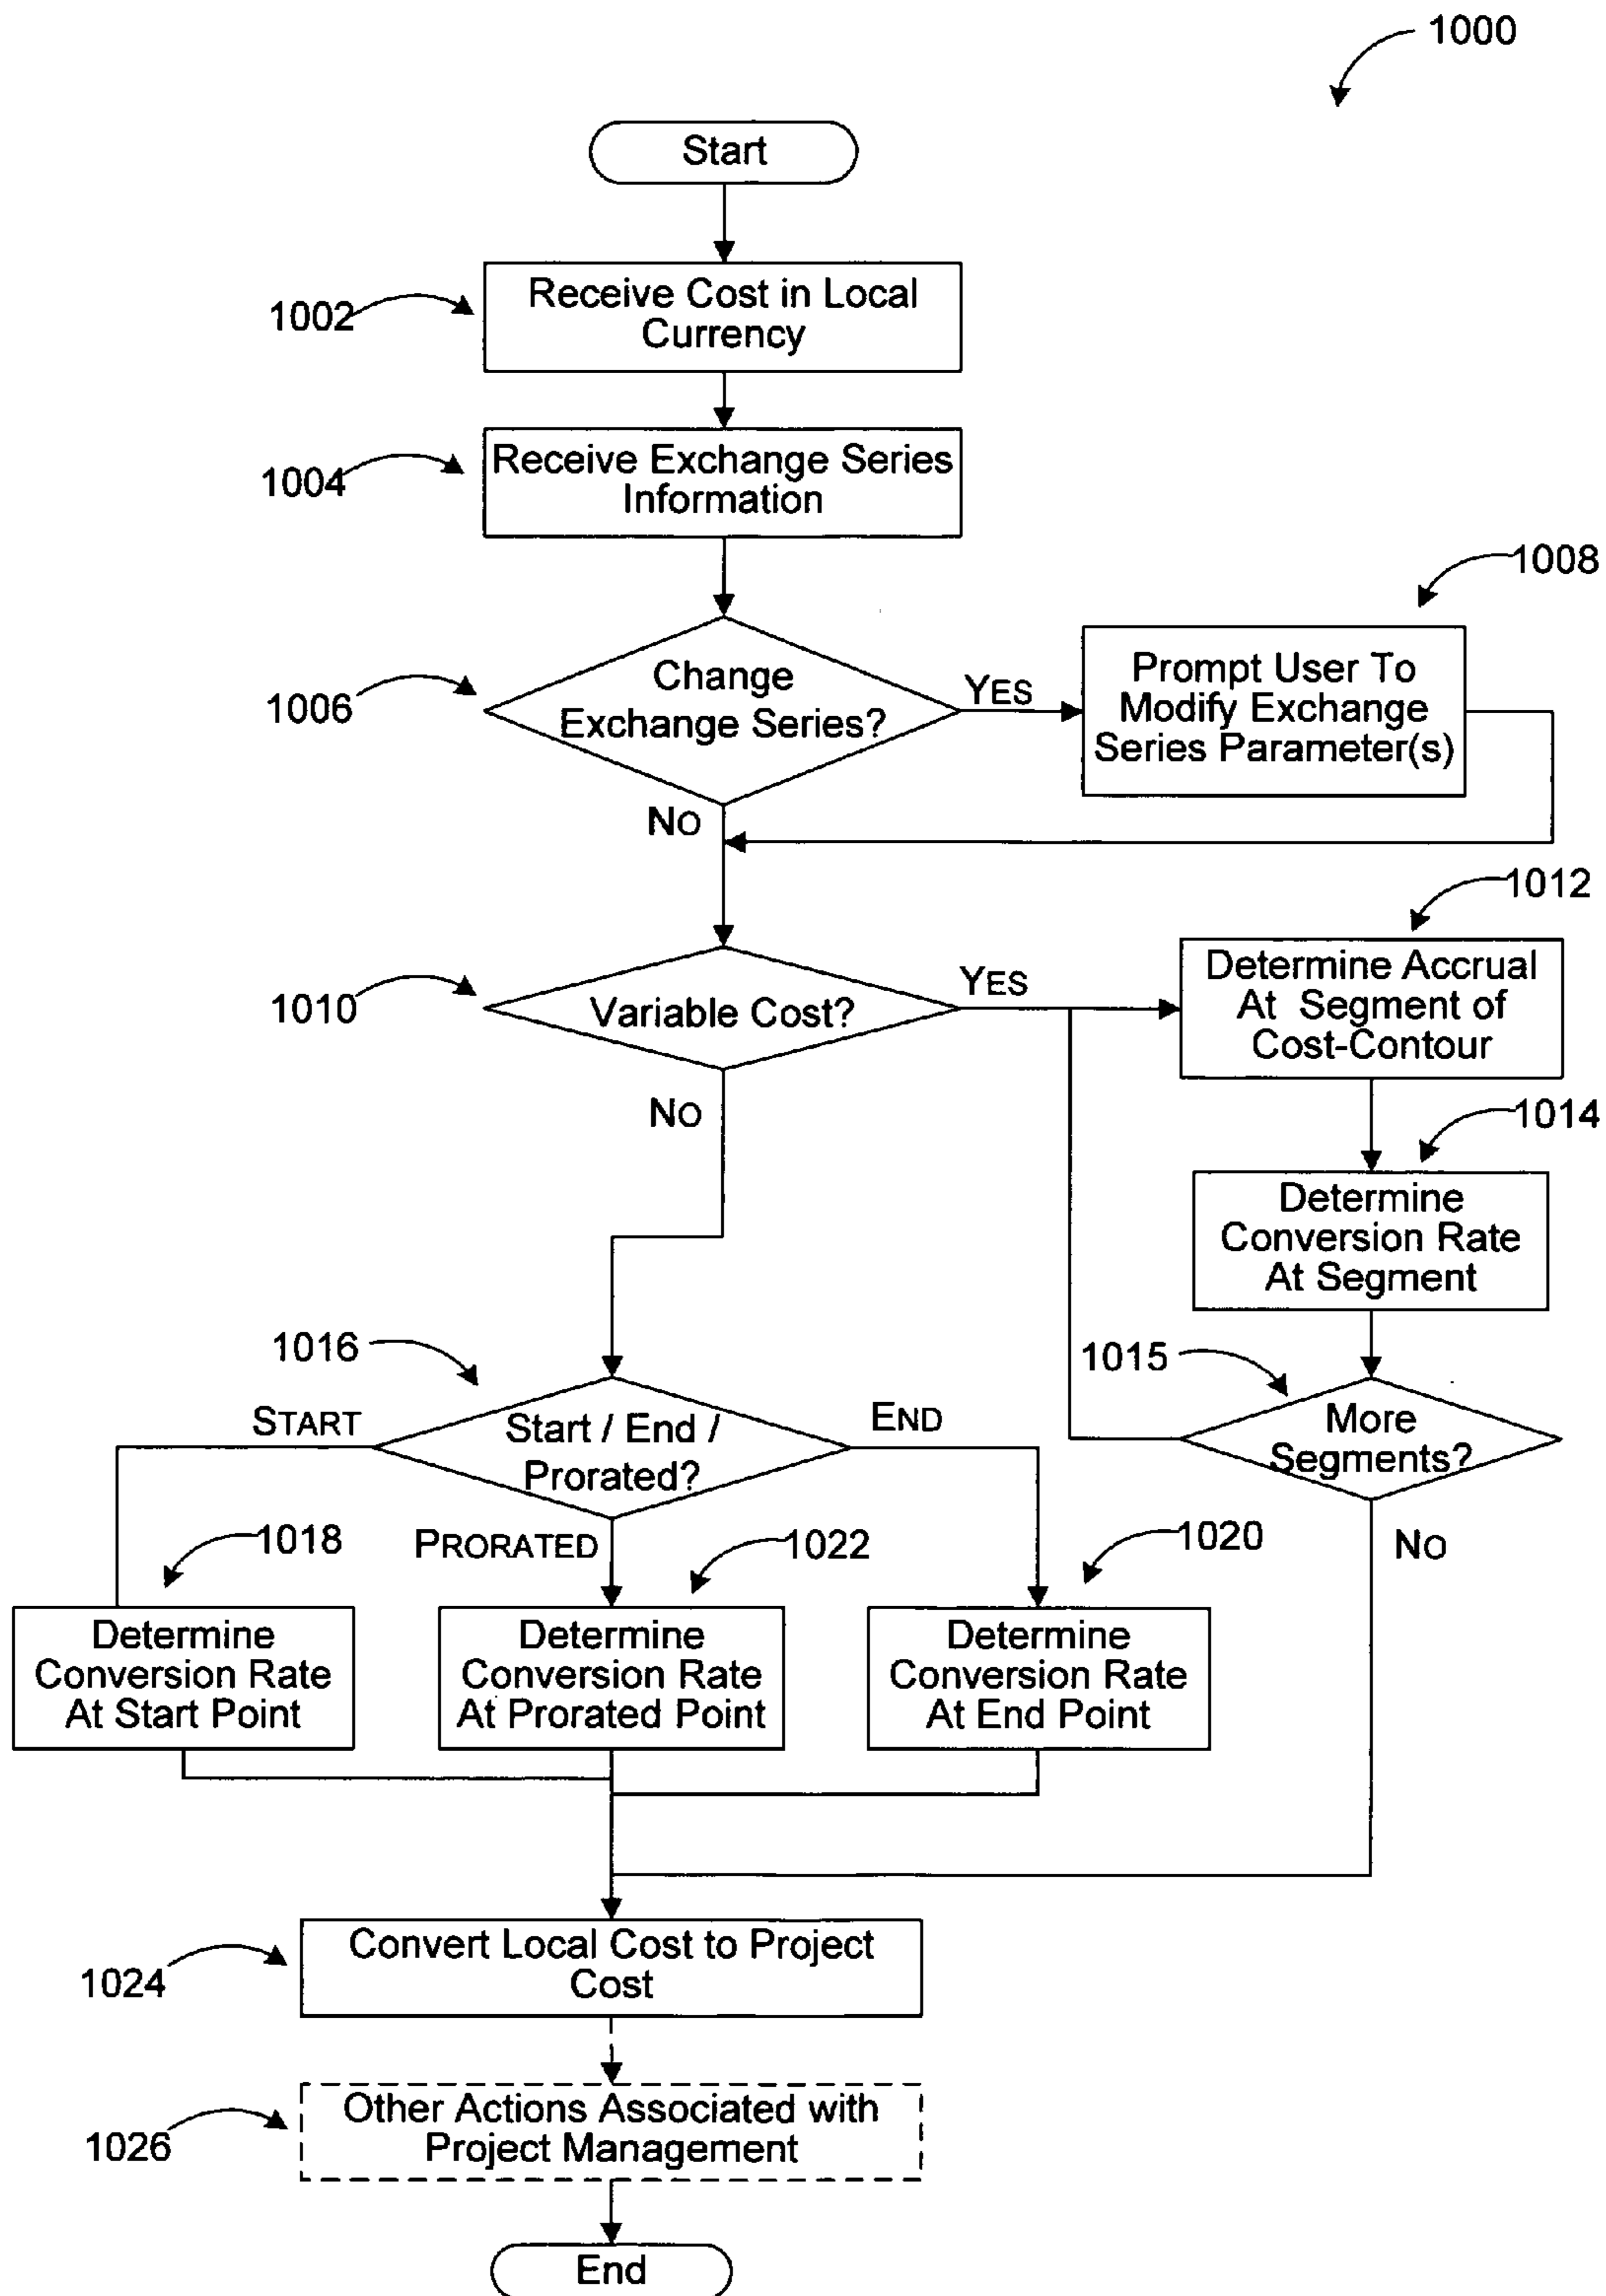 1000
Start
1002
Receive Cost in Local
Currency
1004
Receive Exchange Series
Information
1006
Change
Exchange Series?
YES
1008
Prompt User To
Modify Exchange
Series Parameter(s)
NO
1010
Variable Cost?
YES
1012
Determine Accrual
At Segment of
Cost-Contour
NO
1014
Determine
Conversion Rate
At Segment
1015
More
Segments?
NO
1016
Start / End /
Prorated?
START
END
PRORATED
1018
Determine
Conversion Rate
At Start Point
1022
Determine
Conversion Rate
At Prorated Point
1020
Determine
Conversion Rate
At End Point
1024
Convert Local Cost to Project
Cost
1026
Other Actions Associated with
Project Management
End